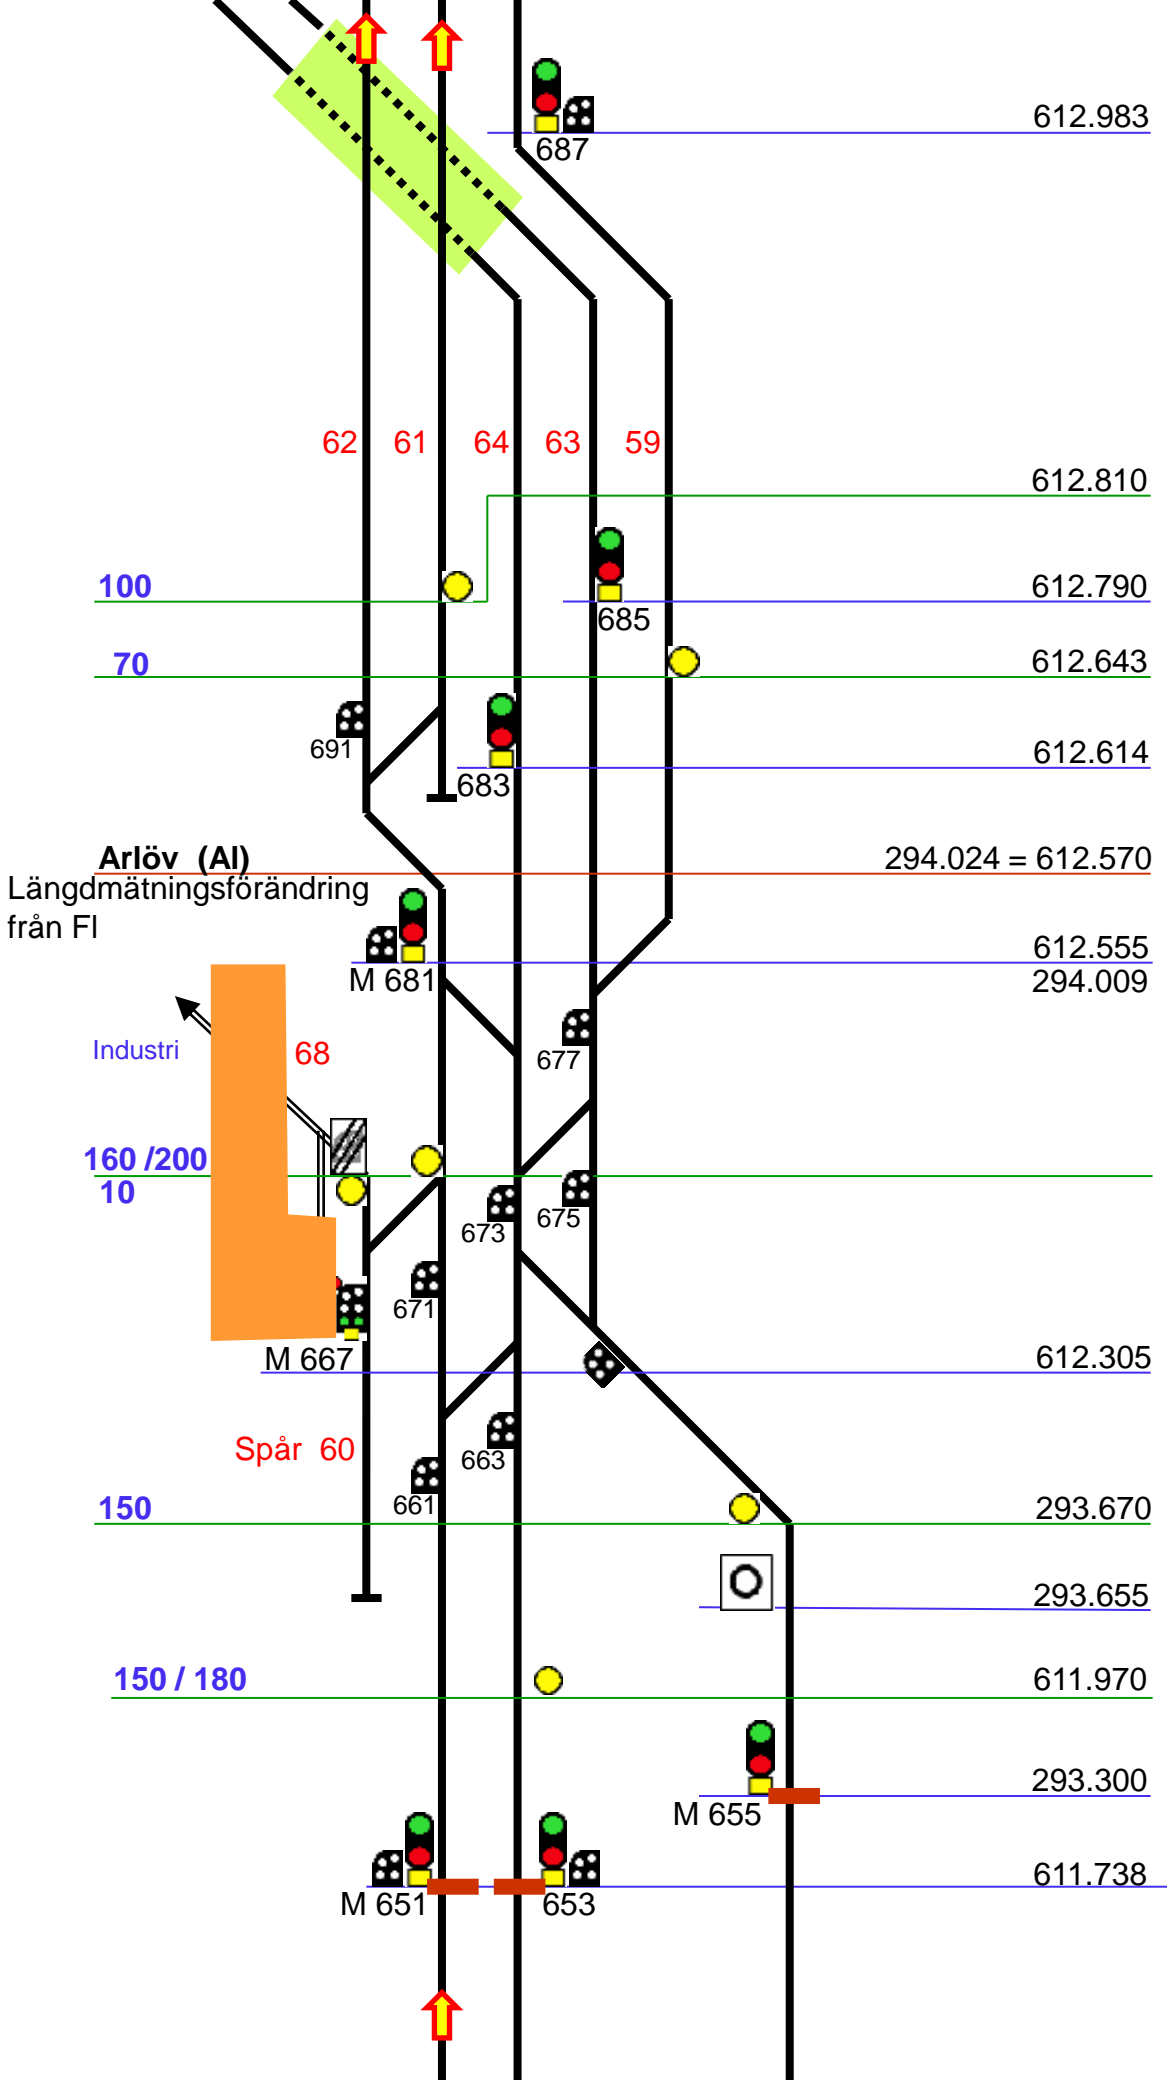 612.983
687
62 61 64 63 59
612.810
100
612.790
685
70
612.643
691
612.614
683
Arlöv (Al)
294.024 = 612.570
Längdmätningsförändring
från Fl
612.555
M 681
294.009
Industri
68
677
160 /200
10
673
675
671
M 667
612.305
Spår 60
663
661
150
293.670
293.655
150 / 180
611.970
293.300
M 655
611.738
M 651
653